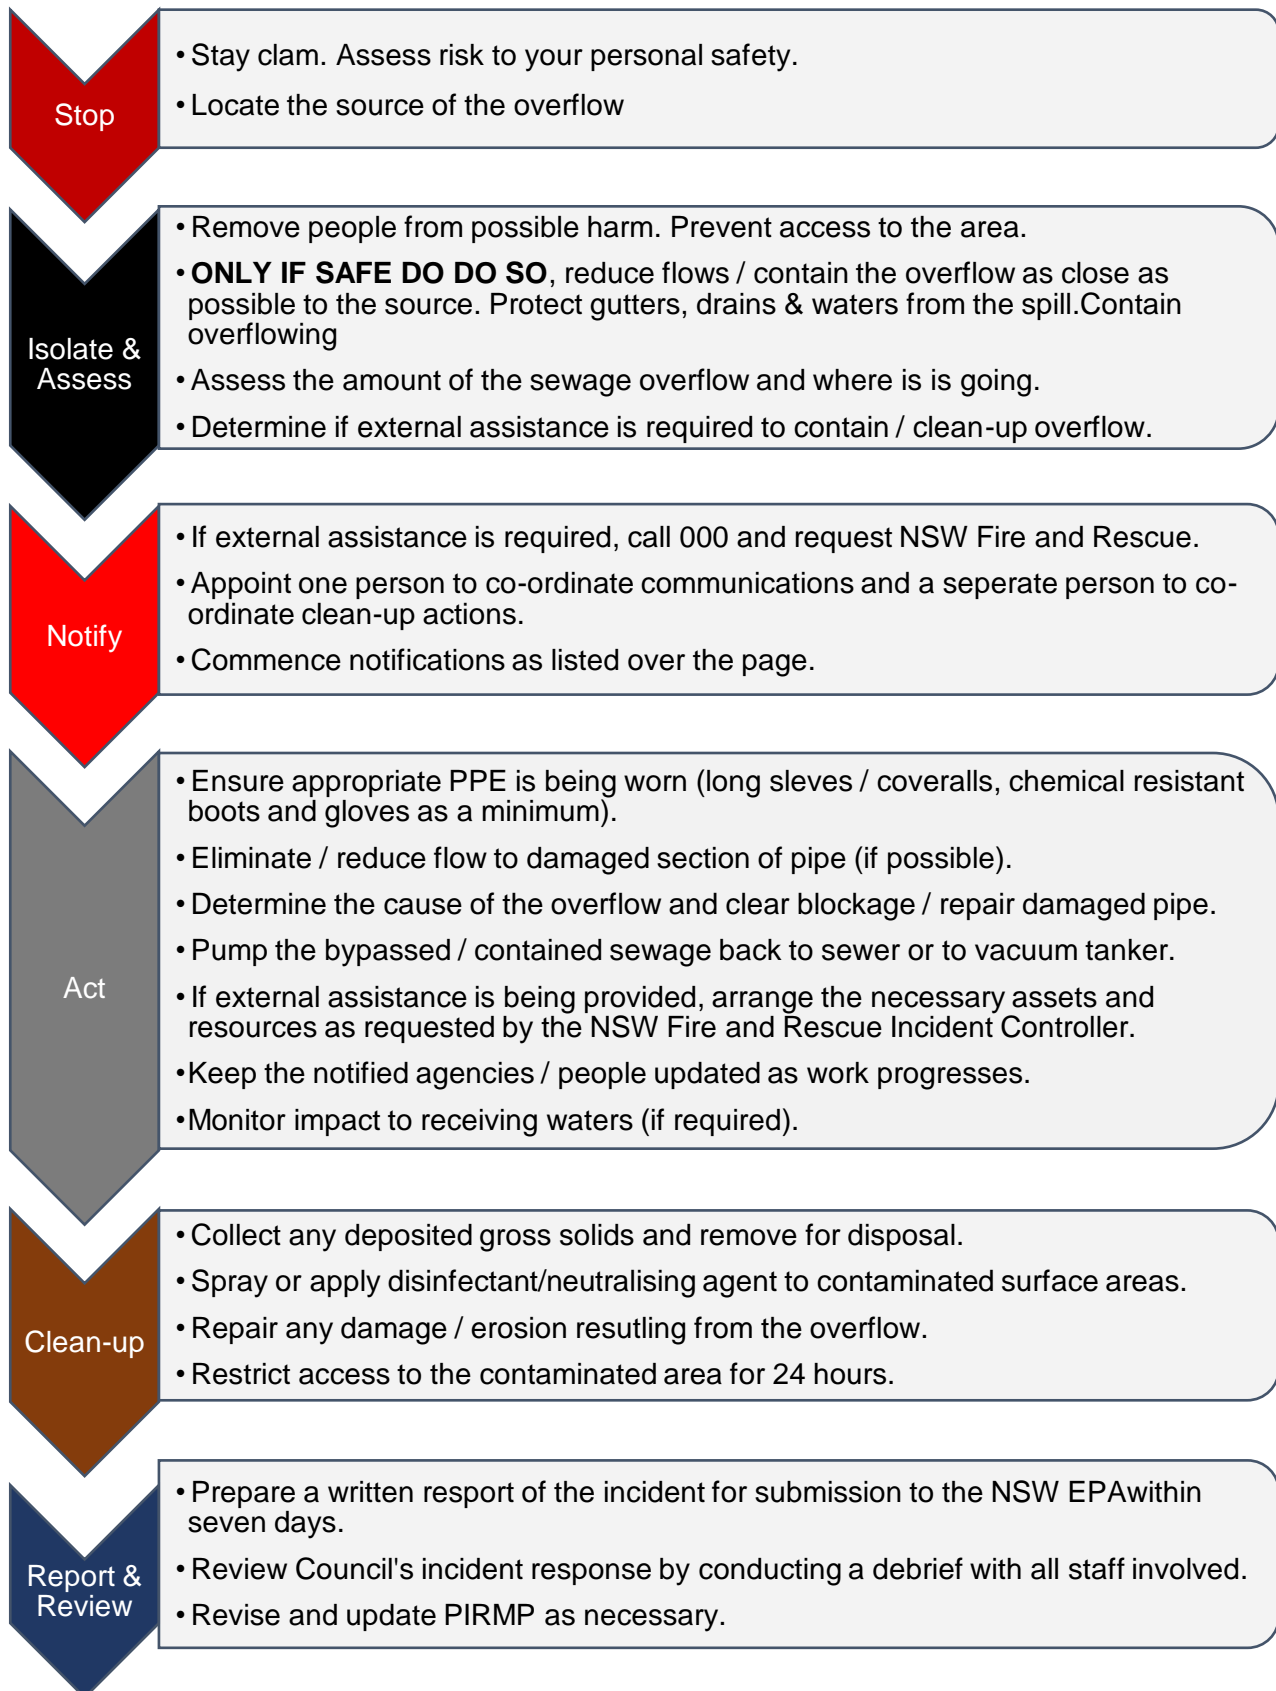 Stop
• Stay clam. Assess risk to your personal safety.
• Locate the source of the overflow
Isolate &
Assess
• Remove people from possible harm. Prevent access to the area.
• ONLY IF SAFE DO DO SO, reduce flows / contain the overflow as close as
possible to the source. Protect gutters, drains & waters from the spill.Contain
overflowing
• Assess the amount of the sewage overflow and where is is going.
• Determine if external assistance is required to contain / clean-up overflow.
Notify
• If external assistance is required, call 000 and request NSW Fire and Rescue.
• Appoint one person to co-ordinate communications and a seperate person to co-
ordinate clean-up actions.
• Commence notifications as listed over the page.
Act
• Ensure appropriate PPE is being worn (long sleves / coveralls, chemical resistant
boots and gloves as a minimum).
• Eliminate / reduce flow to damaged section of pipe (if possible).
• Determine the cause of the overflow and clear blockage / repair damaged pipe.
• Pump the bypassed / contained sewage back to sewer or to vacuum tanker.
• If external assistance is being provided, arrange the necessary assets and
resources as requested by the NSW Fire and Rescue Incident Controller.
•Keep the notified agencies / people updated as work progresses.
•Monitor impact to receiving waters (if required).
Clean-up
• Collect any deposited gross solids and remove for disposal.
• Spray or apply disinfectant/neutralising agent to contaminated surface areas.
• Repair any damage / erosion resutling from the overflow.
• Restrict access to the contaminated area for 24 hours.
Report &
Review
• Prepare a written resport of the incident for submission to the NSW EPAwithin
seven days.
• Review Council's incident response by conducting a debrief with all staff involved.
• Revise and update PIRMP as necessary.